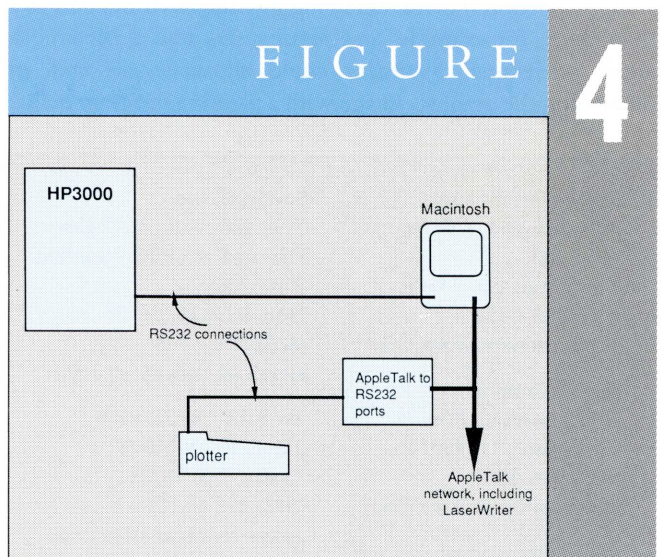 FIGURE 4
HP3000
Macintosh
RS232 connections
AppleTalk to
RS232
ports
plotter
AppleTalk
network, including
LaserWriter